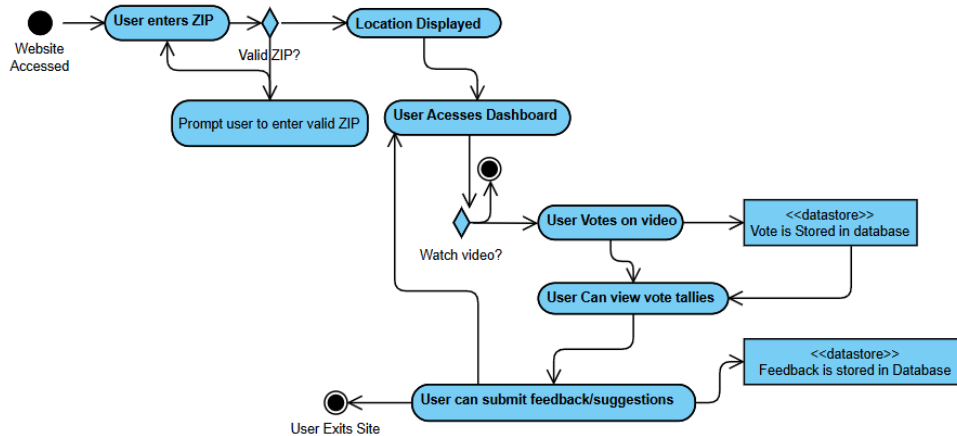 User enters ZIP
Location Displayed
Website
Accessed
Valid ZIP?
Prompt user to enter valid ZIP
User Acesses Dashboard
User Votes on video
<<datastore>>
Vote is Stored in database
Watch video?
User Can view vote tallies
<<datastore>>
Feedback is stored in Database
User can submit feedback/suggestions
User Exits Site